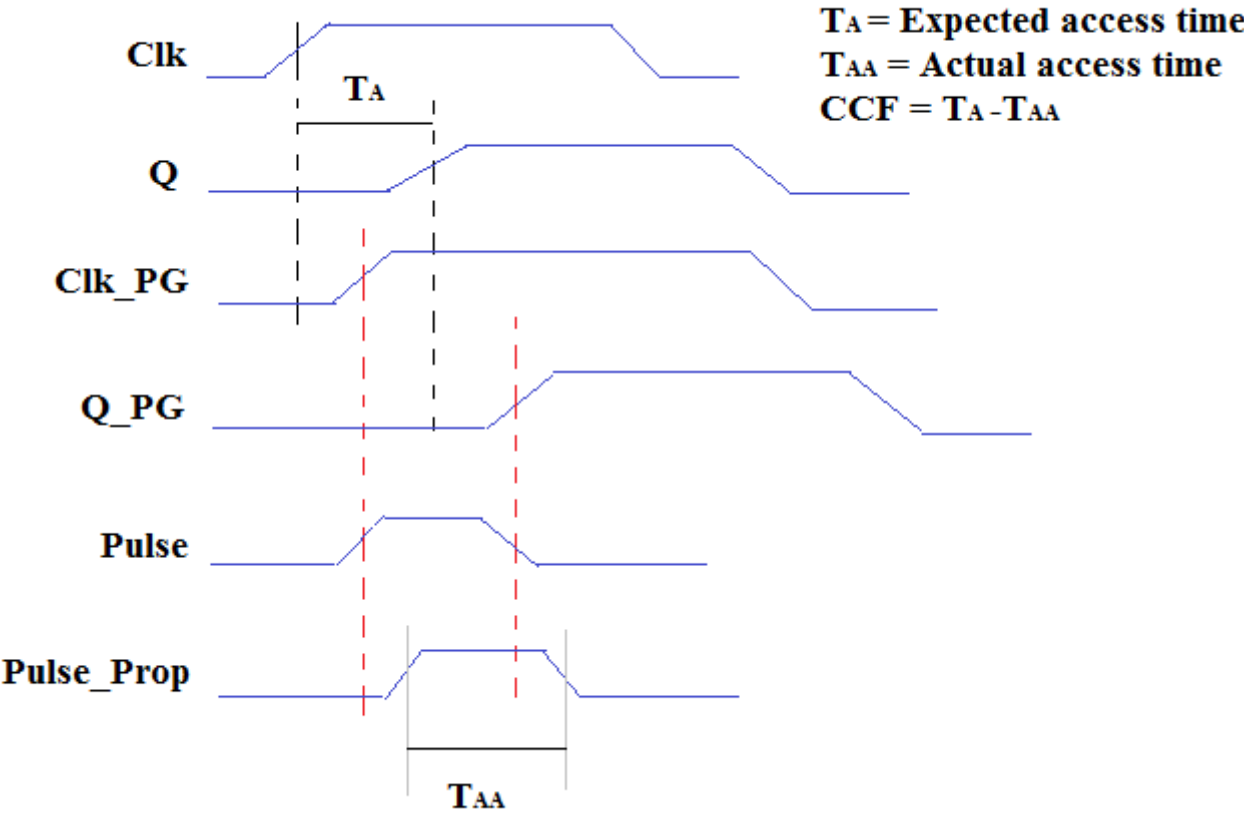 TA = Expected access time
TAA = Actual access time
CCF = TA - TAA
Clk
TA
Q
Clk_PG
Q_PG
Pulse
Pulse_Prop
TAA